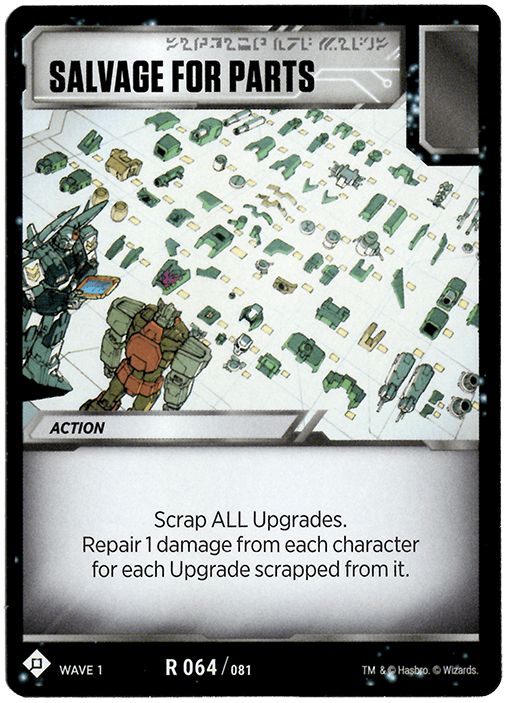 SALVAGE FOR PARTS
ACTION
Scrap ALL Upgrades.
Repair 1 damage from each character
for each Upgrade scrapped from it.
WAVE 1 R 064/081 TM & © Hasbro. © Wizards.